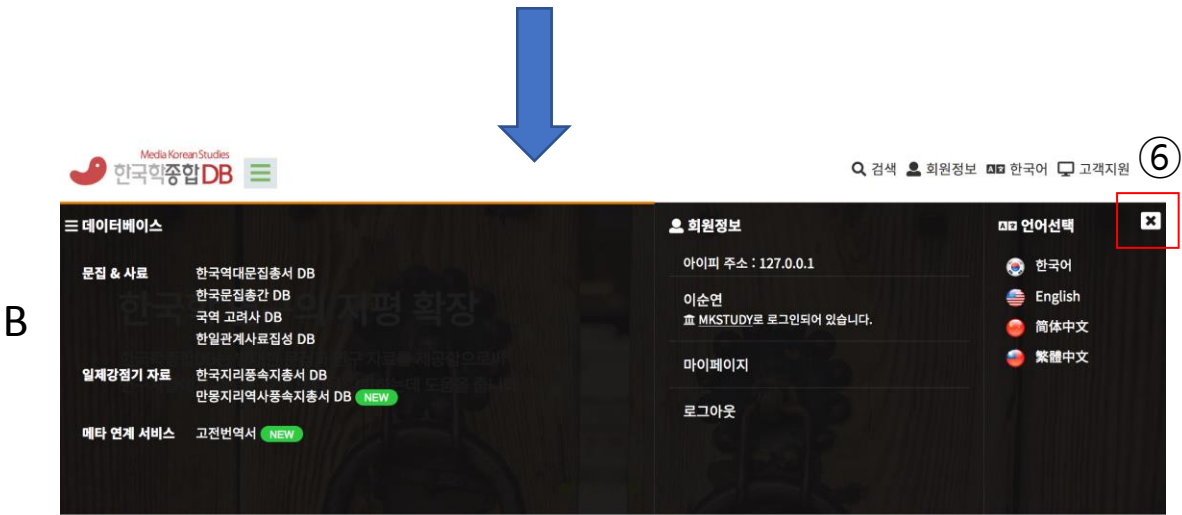 Media Korean Studies
한국학종합DB
검색 회원정보 한국어 고객지원
⑥
데이터베이스
문집 & 사료 한국역대문집총서 DB
한국문집총간 DB
국역 고려사 DB
한일관계사료집성 DB
일제강점기 자료 한국지리풍속지총서 DB
만몽지리역사풍속지총서 DB NEW
메타 연계 서비스 고전번역서 NEW
회원정보
아이피 주소 : 127.0.0.1
이순연
MKSTUDY로 로그인되어 있습니다.
마이페이지
로그아웃
언어선택
한국어
English
简体中文
繁體中文
B